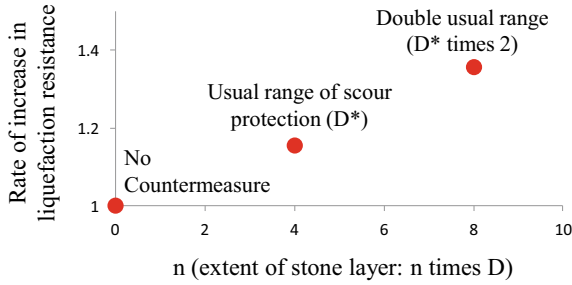 Double usual range
(D* times 2)
Usual range of scour
protection (D*)
No
Countermeasure
Rate of increase in
liquefaction resistance
1.4
1.2
1
0
2
4
6
8
10
n (extent of stone layer: n times D)